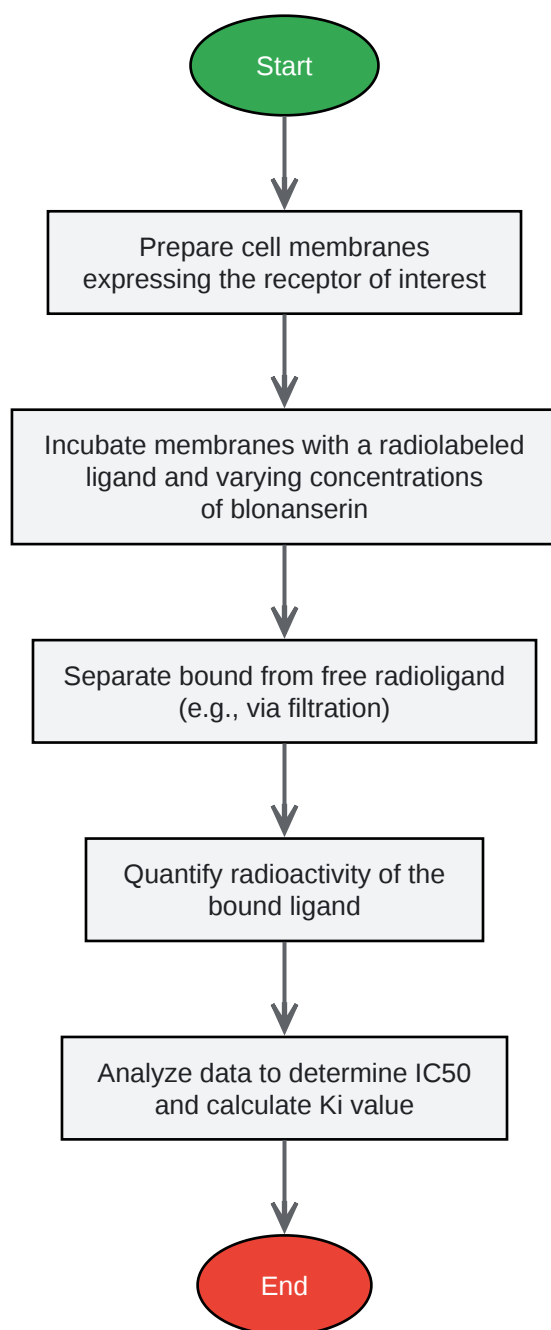 Start
Prepare cell membranes
expressing the receptor of interest
Incubate membranes with a radiolabeled
ligand and varying concentrations
of blonanserin
Separate bound from free radioligand
(e.g., via filtration)
Quantify radioactivity of the
bound ligand
Analyze data to determine IC50
and calculate Ki value
End